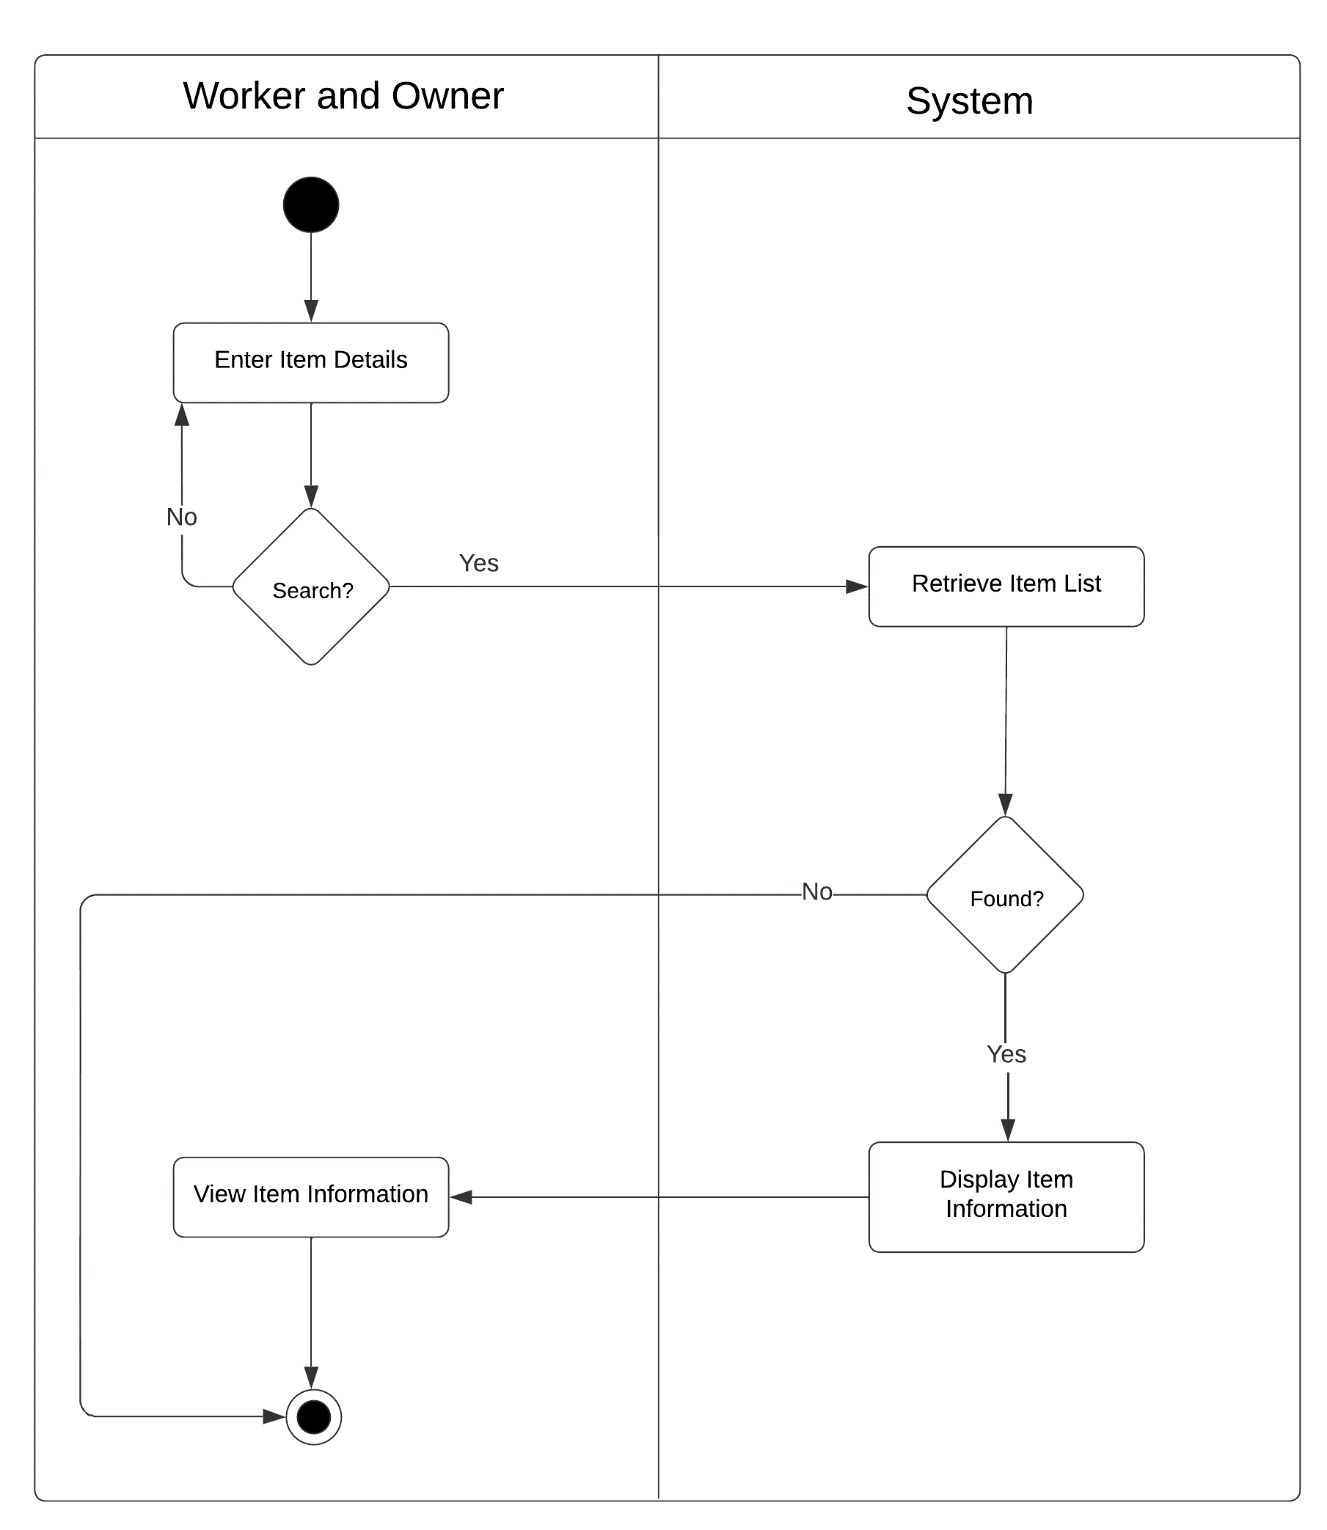 Worker and Owner
System
Enter Item Details
No
Search?
Yes
Retrieve Item List
No
Found?
Yes
View Item Information
Display Item
Information